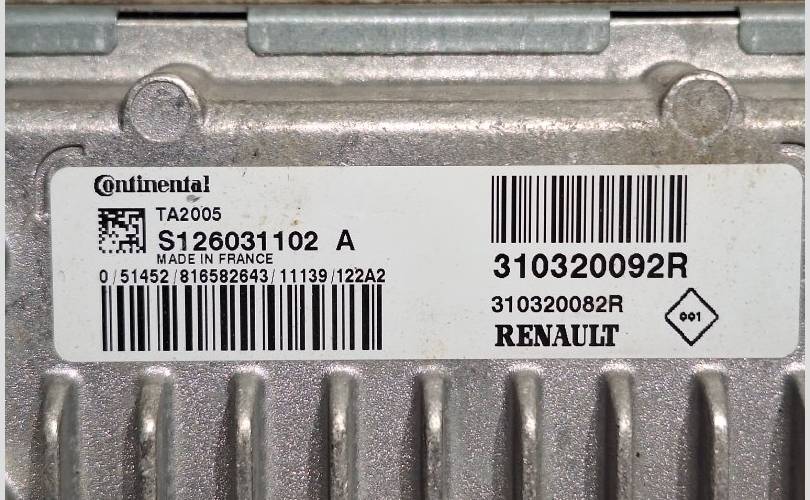 Continental
TA2005
S126031102 A
MADE IN FRANCE
0/51452/816582643/11139/122A2
310320092R
310320082R
RENAULT
001